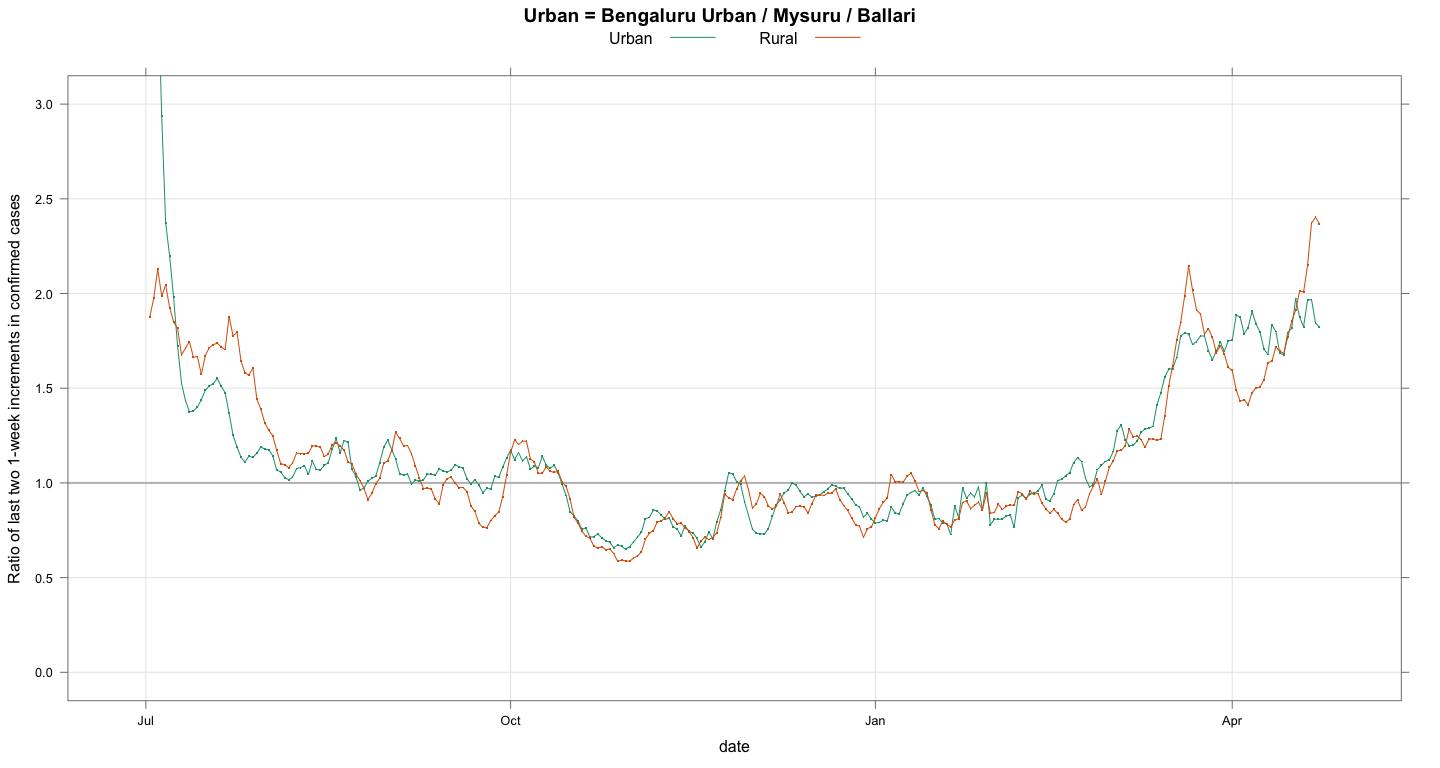 Urban = Bengaluru Urban / Mysuru / Ballari
Urban Rural
Ratio of last two 1-week increments in confirmed cases
3.0
2.5
2.0
1.5
1.0
0.5
0.0
Jul Oct Jan Apr
date